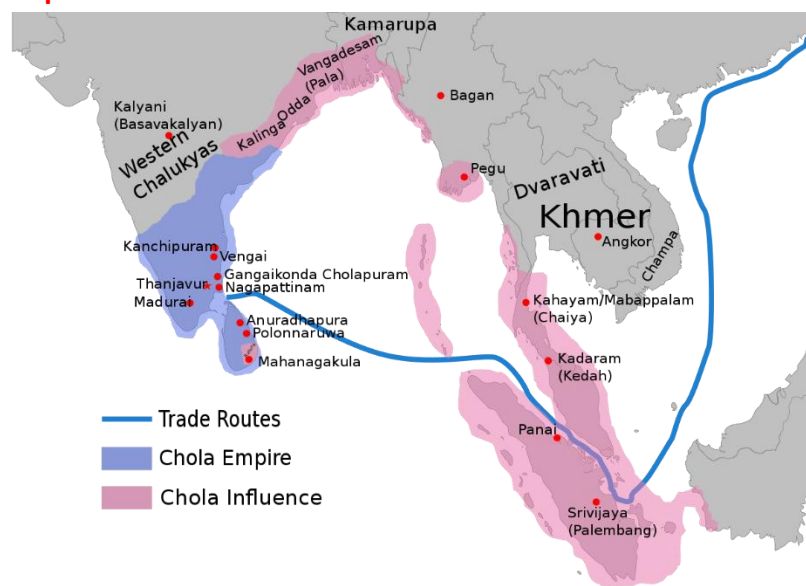 Kamarupa
Vangadesam
(Pala)
Odda
Kalinga
Bagan
Kalyani
(Basavakalyan)
Western
Chalukyas
Pegu
Dvaravati
Khmer
Angkor
Champa
Kanchipuram
Vengai
Gangaikonda Cholapuram
Thanjavur
Nagapattinam
Madurai
Kahayam/Mabappalam
(Chaiya)
Anuradhapura
Polonnaruwa
Mahanagakula
Kadaram
(Kedah)
Trade Routes
Panai
Chola Empire
Chola Influence
Srivijaya
(Palembang)